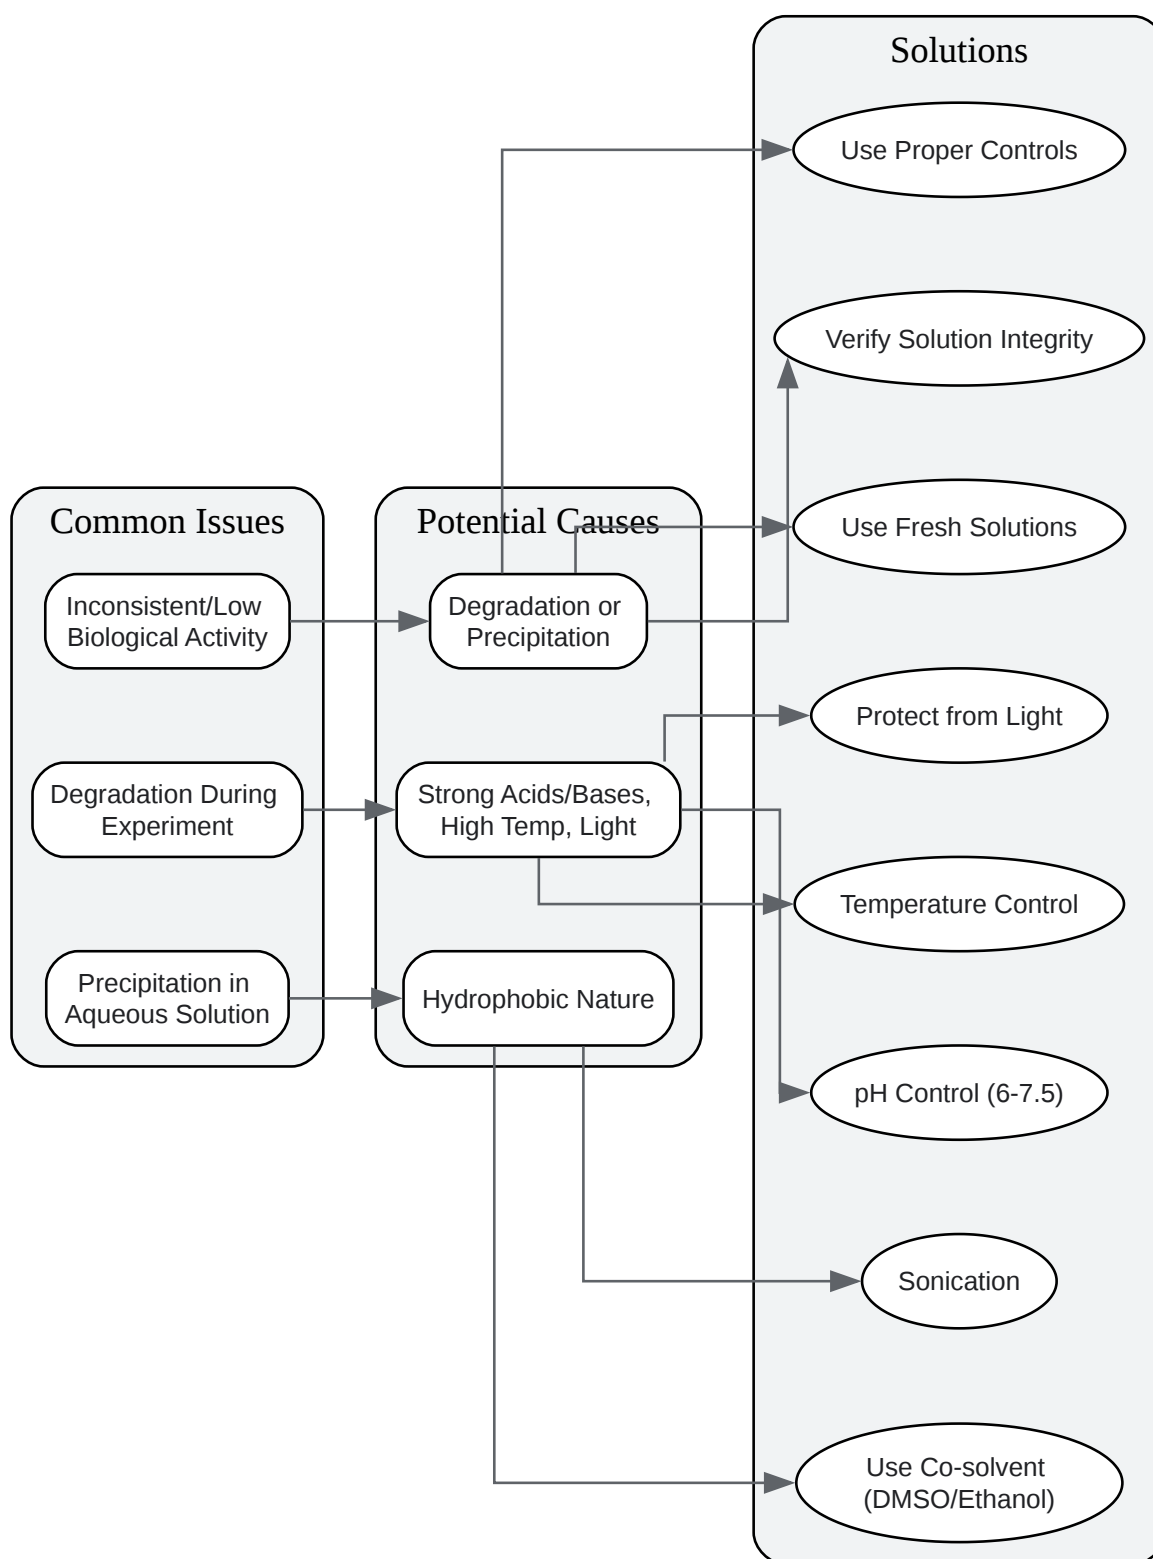 Solutions
Use Proper Controls
Verify Solution Integrity
Use Fresh Solutions
Protect from Light
Temperature Control
pH Control (6-7.5)
Sonication
Use Co-solvent
(DMSO/Ethanol)
Common Issues
Inconsistent/Low
Biological Activity
Degradation During
Experiment
Precipitation in
Aqueous Solution
Potential Causes
Degradation or
Precipitation
Strong Acids/Bases,
High Temp, Light
Hydrophobic Nature